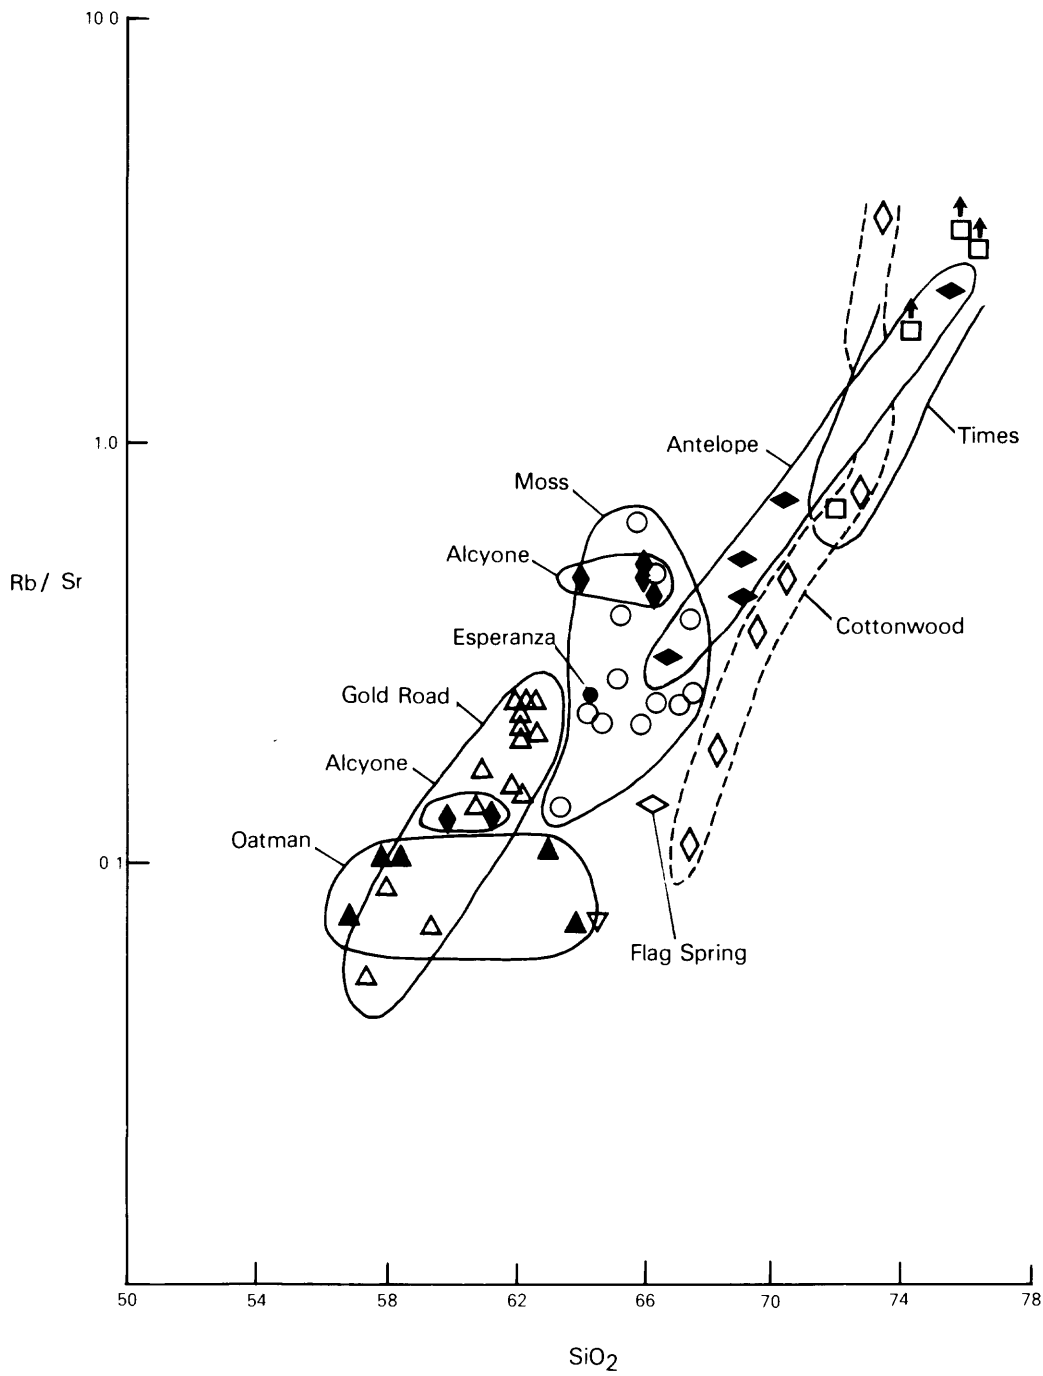 10 0
1.0
Antelope
Times
Moss
Alcyone
Rb/ Sr
Cottonwood
Esperanza
Gold Road
Alcyone
Oatman
0 1
Flag Spring
50 54 58 62 66 70 74 78
SiO2